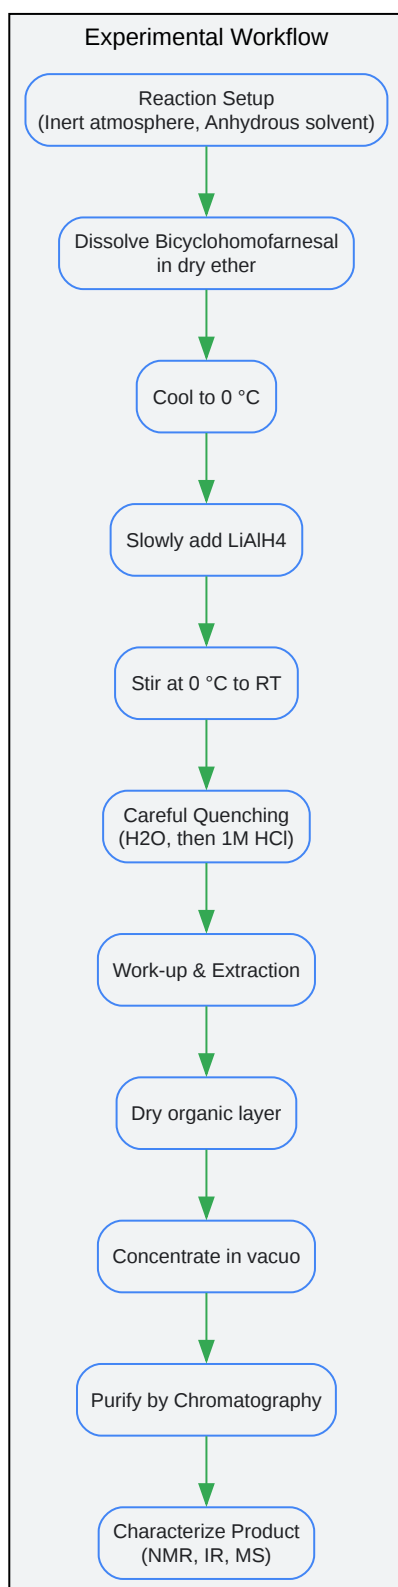 Experimental Workflow
Reaction Setup
(Inert atmosphere, Anhydrous solvent)
Dissolve Bicyclohomofarnesal
in dry ether
Cool to 0 °C
Slowly add LiAlH4
Stir at 0 °C to RT
Careful Quenching
(H2O, then 1M HCl)
Work-up & Extraction
Dry organic layer
Concentrate in vacuo
Purify by Chromatography
Characterize Product
(NMR, IR, MS)